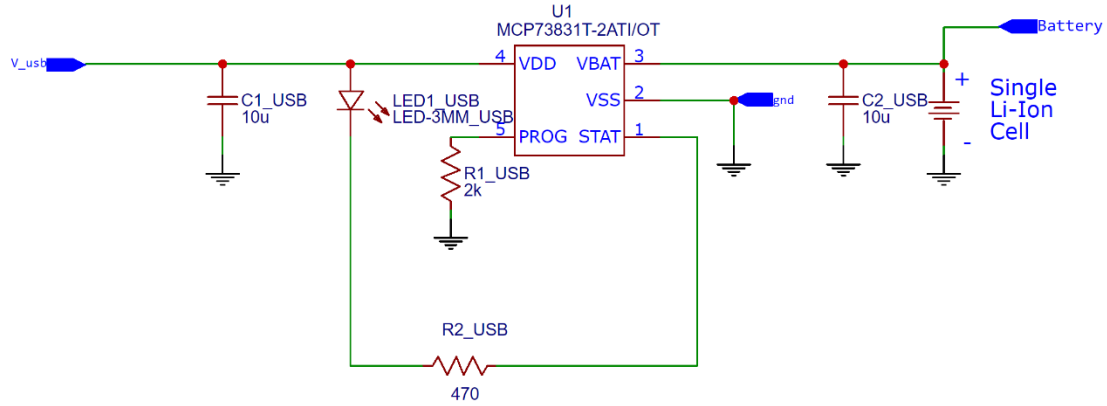 U1
MCP73831T-2ATI/OT
V_usb
Battery
4
VDD
VBAT
3
C1_USB
10u
LED1_USB
LED-3MM_USB
VSS
2
gnd
C2_USB
10u
+
Single
Li-Ion
Cell
-
5
PROG
STAT
1
R1_USB
2k
R2_USB
470